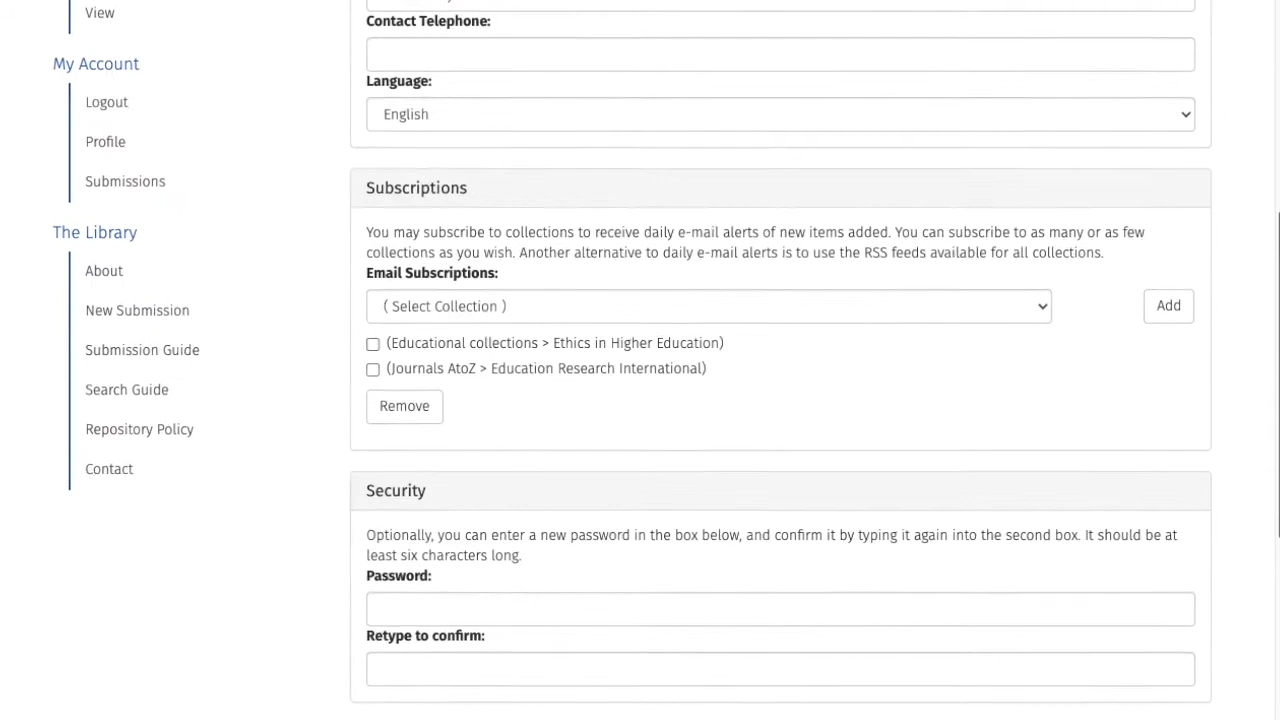 View
My Account
Logout
Profile
Submissions
The Library
About
New Submission
Submission Guide
Search Guide
Repository Policy
Contact
Contact Telephone:
Language:
English
Subscriptions
You may subscribe to collections to receive daily e-mail alerts of new items added. You can subscribe to as many or as few
collections as you wish. Another alternative to daily e-mail alerts is to use the RSS feeds available for all collections.
Email Subscriptions:
( Select Collection )
Add
(Educational collections > Ethics in Higher Education)
(Journals AtoZ > Education Research International)
Remove
Security
Optionally, you can enter a new password in the box below, and confirm it by typing it again into the second box. It should be at
least six characters long.
Password:
Retype to confirm: